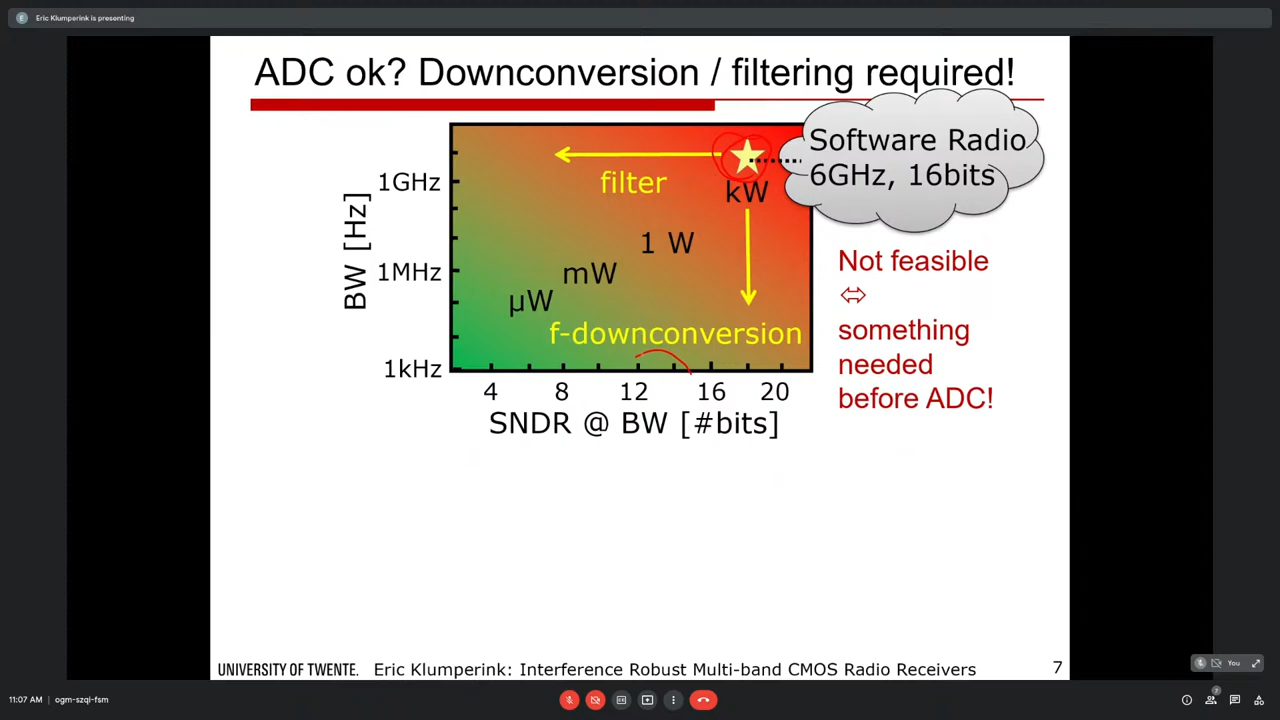 Eric Klumperink is presenting
ADC ok? Downconversion / filtering required!
Software Radio
6GHz, 16bits
filter
kW
1GHz
1 W
BW [Hz]
1MHz
mW
µW
f-downconversion
1kHz
4 8 12 16 20
SNDR @ BW [#bits]
Not feasible
⇔
something
needed
before ADC!
UNIVERSITY OF TWENTE. Eric Klumperink: Interference Robust Multi-band CMOS Radio Receivers 7
You
11:07 AM ogm-szqi-fsm
7